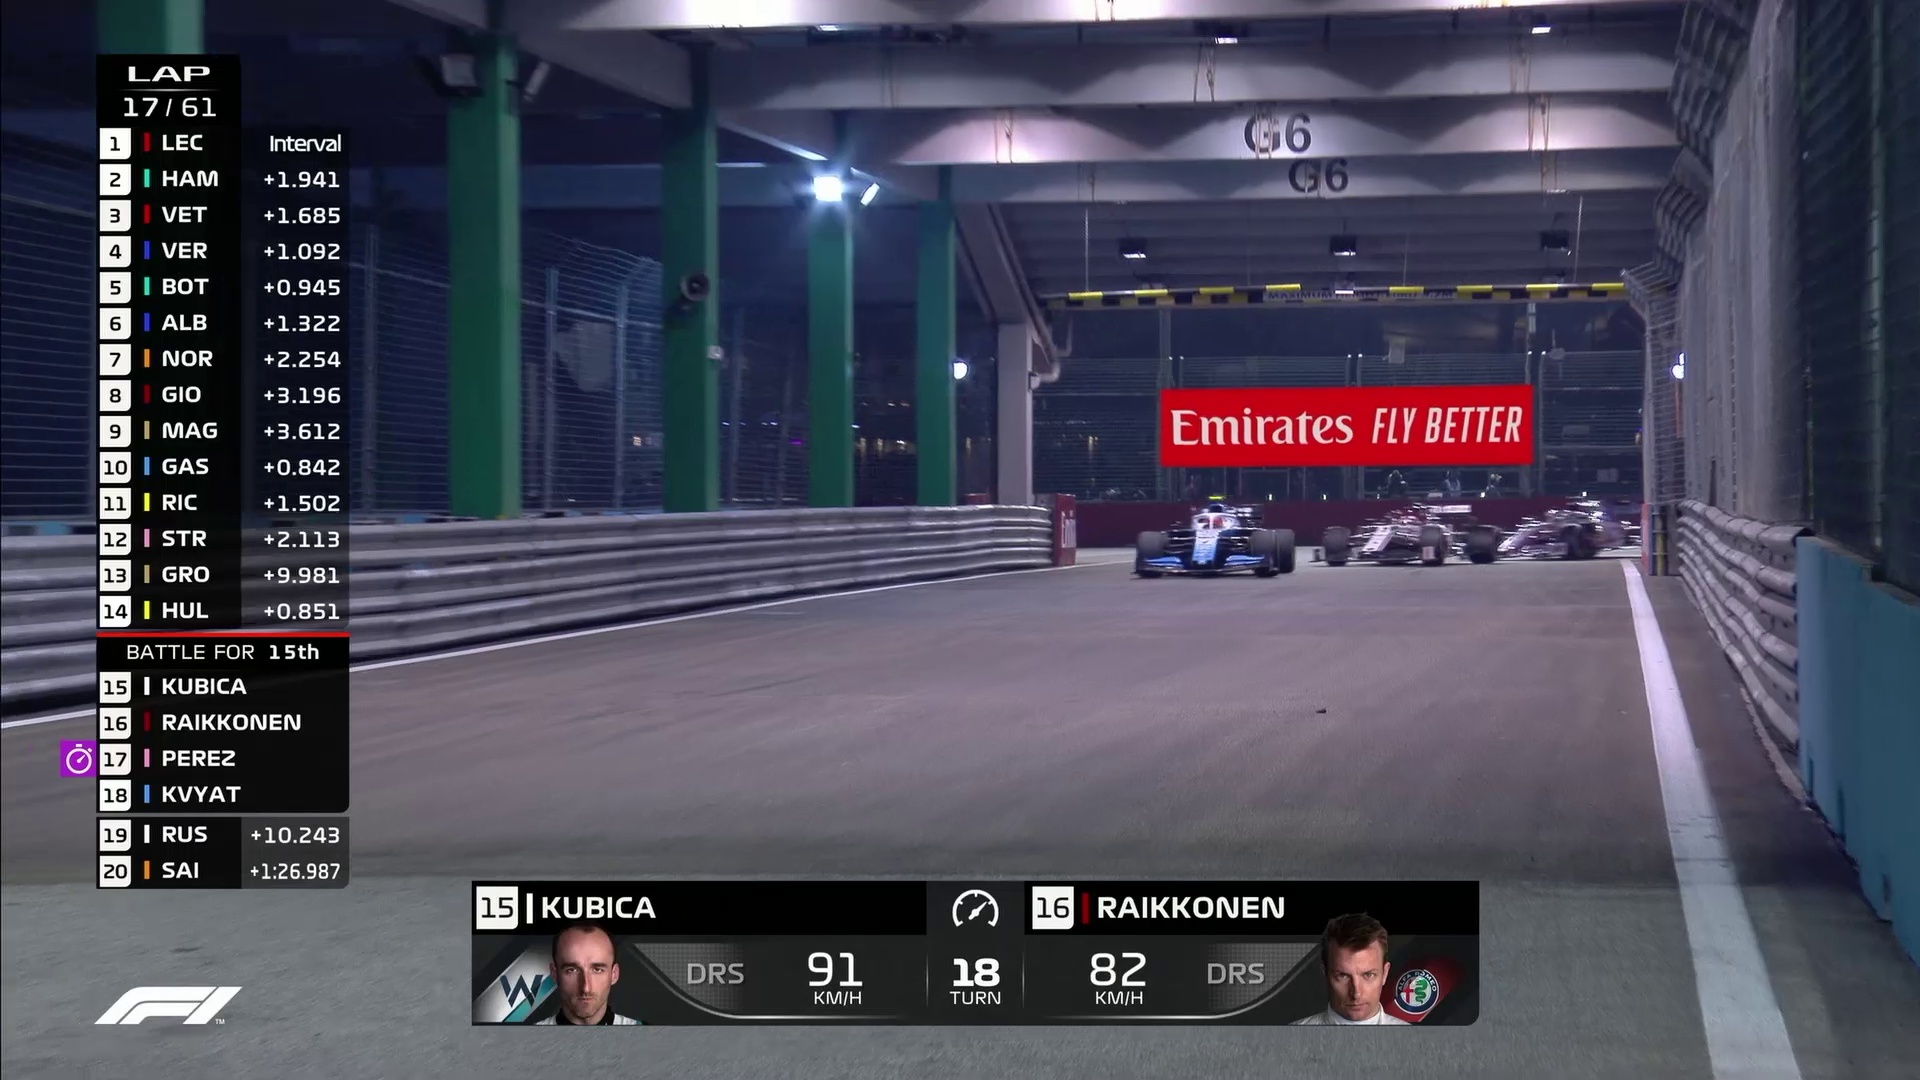 LAP
17/61
1 LEC Interval
2 HAM +1.941
3 VET +1.685
4 VER +1.092
5 BOT +0.945
6 ALB +1.322
7 NOR +2.254
8 GIO +3.196
9 MAG +3.612
10 GAS +0.842
11 RIC +1.502
12 STR +2.113
13 GRO +9.981
14 HUL +0.851
BATTLE FOR 15th
15 KUBICA
16 RAIKKONEN
17 PEREZ
18 KVYAT
19 RUS +10.243
20 SAI +1:26.987
G6
G6
Emirates FLY BETTER
15 KUBICA
DRS 91 KM/H
18 TURN
16 RAIKKONEN
82 KM/H DRS
W
ALFA ROMEO
F1 TM